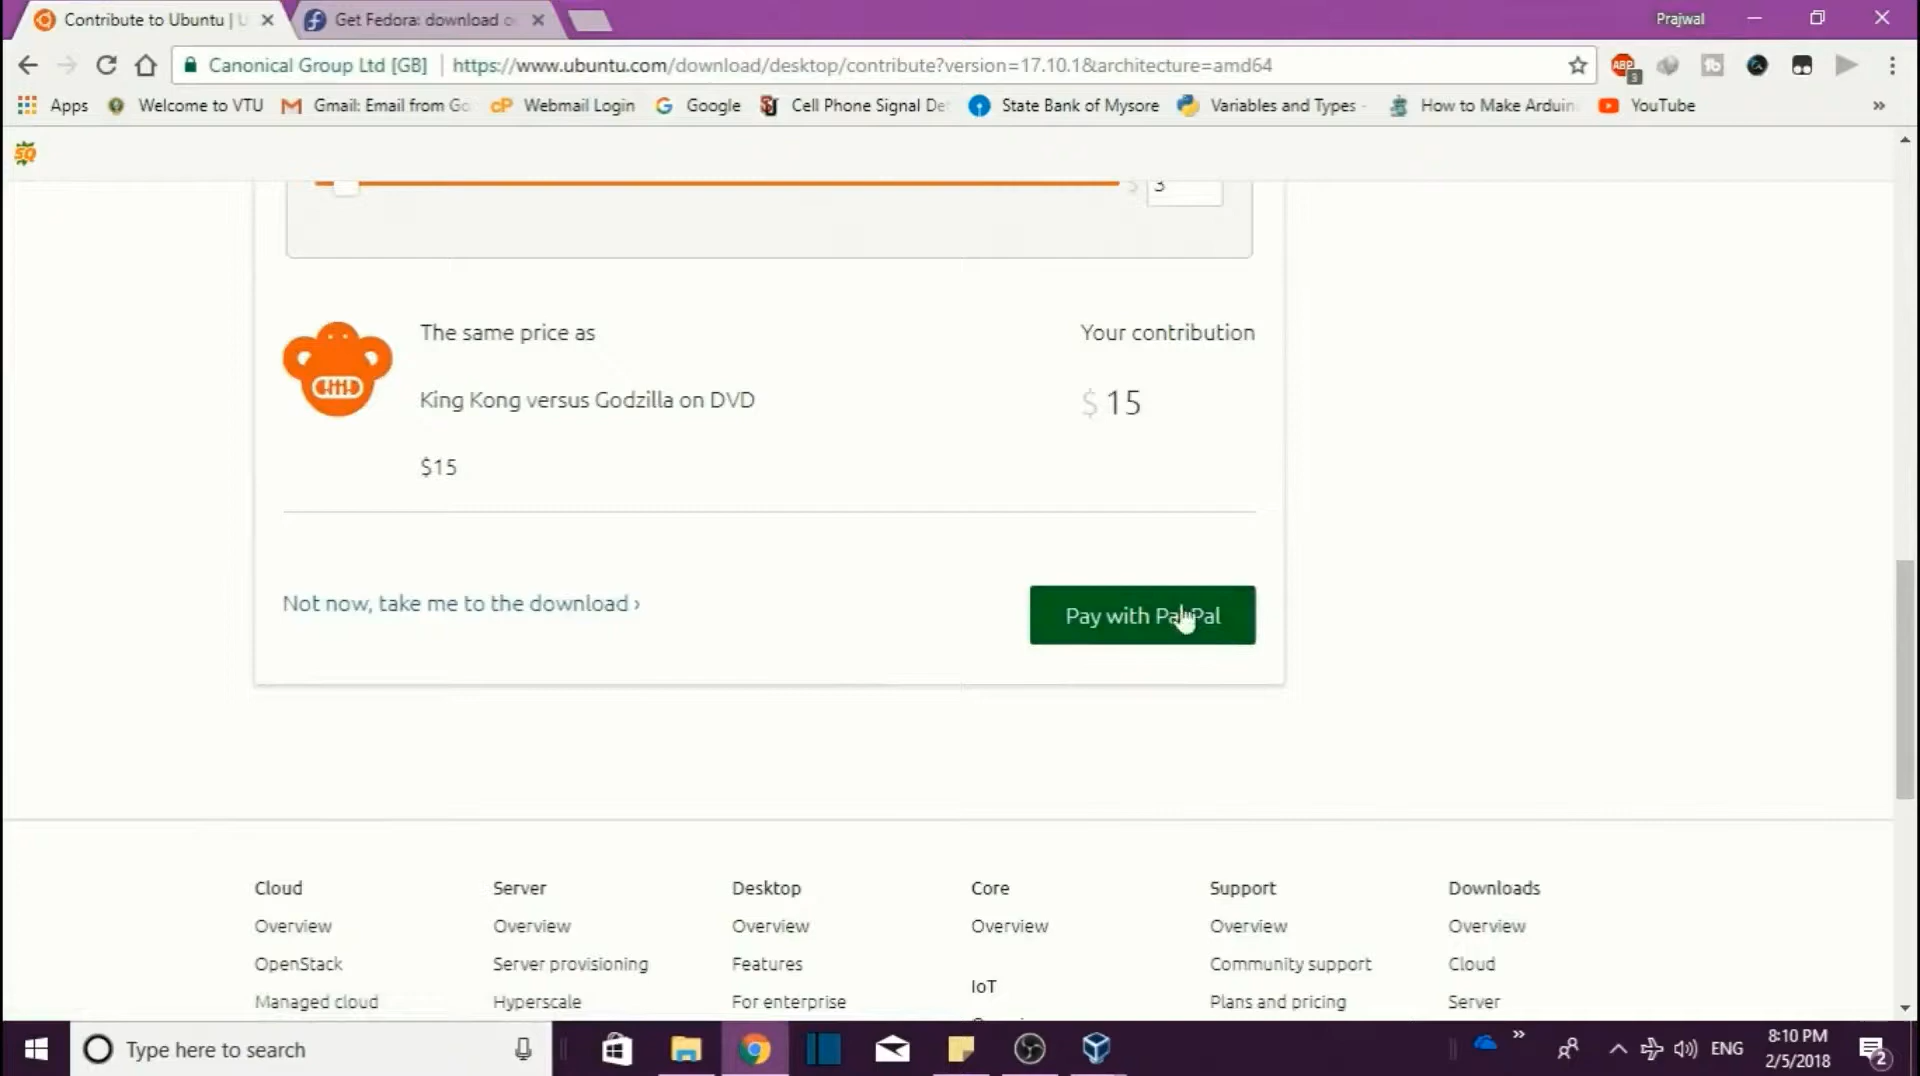 Contribute to Ubuntu | U
Get Fedora: download o
Prajwal
Canonical Group Ltd [GB] | https://www.ubuntu.com/download/desktop/contribute?version=17.10.1&architecture=amd64
ABP
3
Apps
Welcome to VTU
Gmail: Email from Go
cP
Webmail Login
Google
Cell Phone Signal De
State Bank of Mysore
Variables and Types -
How to Make Arduin
YouTube
»
SQ
$ 3
The same price as
Your contribution
King Kong versus Godzilla on DVD
$ 15
$15
Not now, take me to the download ›
Pay with PayPal
Cloud
Server
Desktop
Core
Support
Downloads
Overview
Overview
Overview
Overview
Overview
Overview
OpenStack
Server provisioning
Features
Community support
Cloud
IoT
Managed cloud
Hyperscale
For enterprise
Plans and pricing
Server
Type here to search
»
ENG
8:10 PM
2/5/2018
2